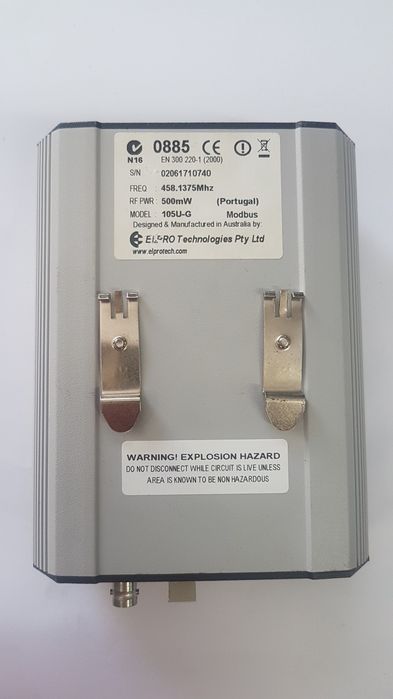 N16 0885 CE
EN 300 220-1 (2000)
S/N : 02061710740
FREQ : 458.1375Mhz
RF PWR : 500mW (Portugal)
MODEL : 105U-G Modbus
Designed & Manufactured in Australia by:
ELPRO Technologies Pty Ltd
www.elprotech.com
WARNING! EXPLOSION HAZARD
DO NOT DISCONNECT WHILE CIRCUIT IS LIVE UNLESS
AREA IS KNOWN TO BE NON HAZARDOUS